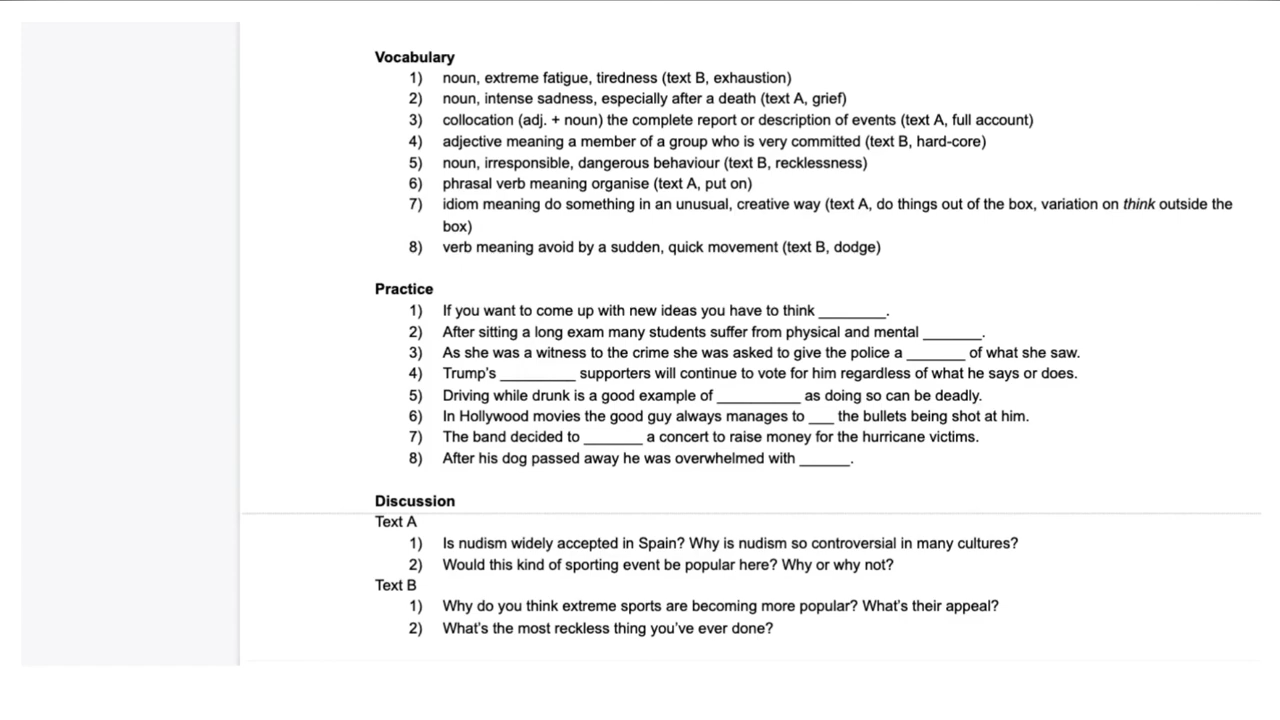 Vocabulary
1) noun, extreme fatigue, tiredness (text B, exhaustion)
2) noun, intense sadness, especially after a death (text A, grief)
3) collocation (adj. + noun) the complete report or description of events (text A, full account)
4) adjective meaning a member of a group who is very committed (text B, hard-core)
5) noun, irresponsible, dangerous behaviour (text B, recklessness)
6) phrasal verb meaning organise (text A, put on)
7) idiom meaning do something in an unusual, creative way (text A, do things out of the box, variation on think outside the
box)
8) verb meaning avoid by a sudden, quick movement (text B, dodge)
Practice
1) If you want to come up with new ideas you have to think ________.
2) After sitting a long exam many students suffer from physical and mental _______.
3) As she was a witness to the crime she was asked to give the police a _______ of what she saw.
4) Trump's _________ supporters will continue to vote for him regardless of what he says or does.
5) Driving while drunk is a good example of __________ as doing so can be deadly.
6) In Hollywood movies the good guy always manages to ___ the bullets being shot at him.
7) The band decided to _______ a concert to raise money for the hurricane victims.
8) After his dog passed away he was overwhelmed with ______.
Discussion
Text A
1) Is nudism widely accepted in Spain? Why is nudism so controversial in many cultures?
2) Would this kind of sporting event be popular here? Why or why not?
Text B
1) Why do you think extreme sports are becoming more popular? What's their appeal?
2) What's the most reckless thing you've ever done?